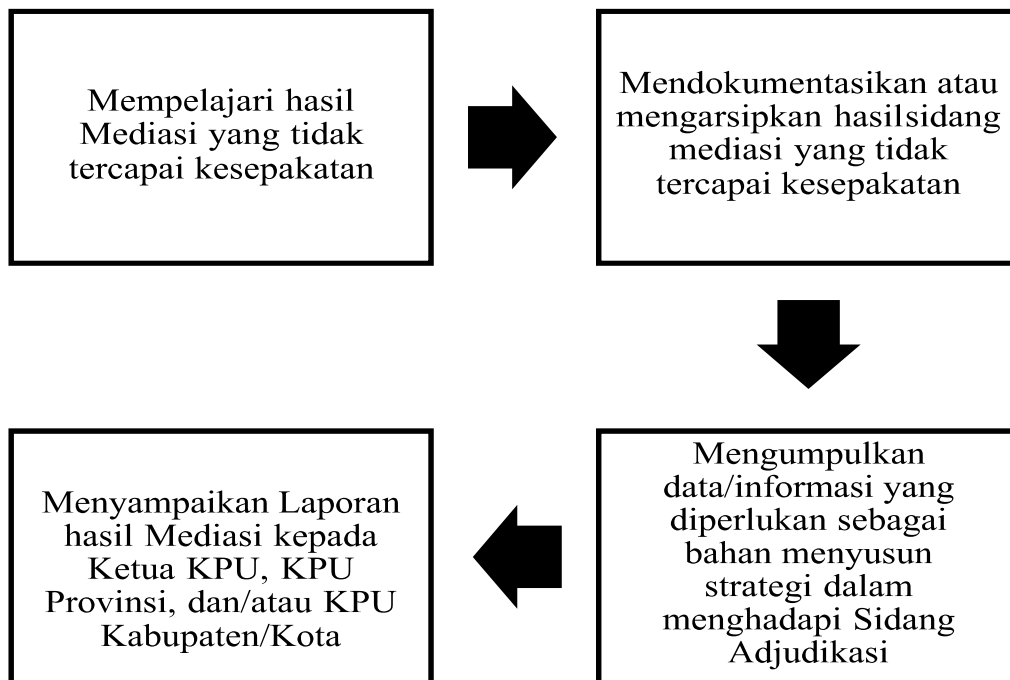 Mempelajari hasil
Mediasi yang tidak
tercapai kesepakatan
Mendokumentasikan atau
mengarsipkan hasilsidang
mediasi yang tidak
tercapai kesepakatan
Mengumpulkan
data/informasi yang
diperlukan sebagai
bahan menyusun
strategi dalam
menghadapi Sidang
Adjudikasi
Menyampaikan Laporan
hasil Mediasi kepada
Ketua KPU, KPU
Provinsi, dan/atau KPU
Kabupaten/Kota